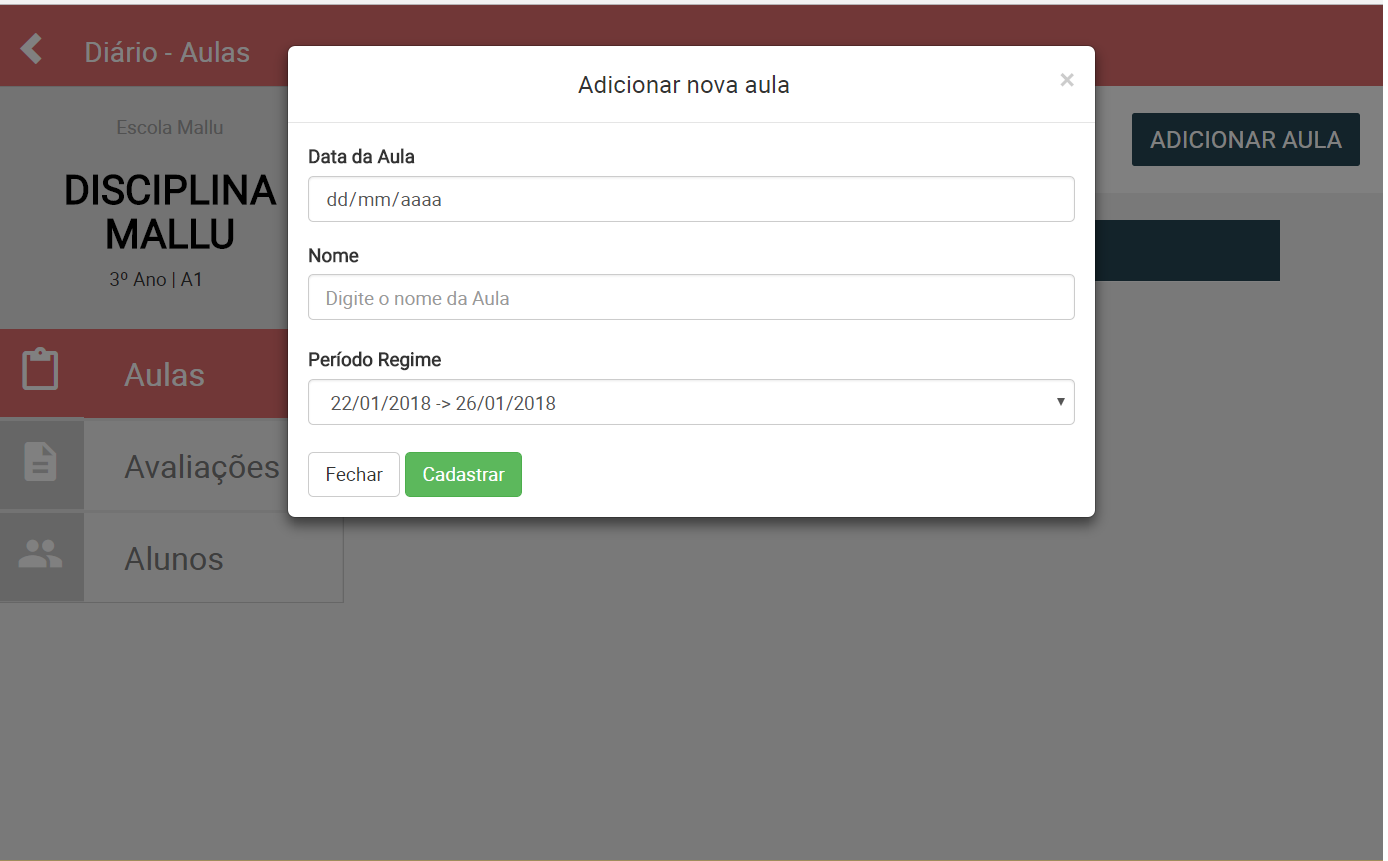 Diário - Aulas
Adicionar nova aula
×
Escola Mallu
ADICIONAR AULA
DISCIPLINA
MALLU
3º Ano | A1
Data da Aula
dd/mm/aaaa
Nome
Digite o nome da Aula
Período Regime
22/01/2018 -> 26/01/2018
Fechar
Cadastrar
Aulas
Avaliações
Alunos